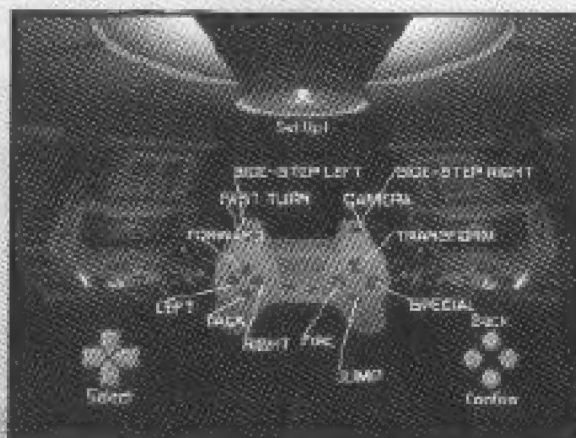 Set Up 1
SIDE-STEP LEFT SIDE-STEP RIGHT
FAST TURN CAMERA
FORWARD TRANSFORM
LEFT SPECIAL
BACK Back
RIGHT FIRE
JUMP
Select Confirm